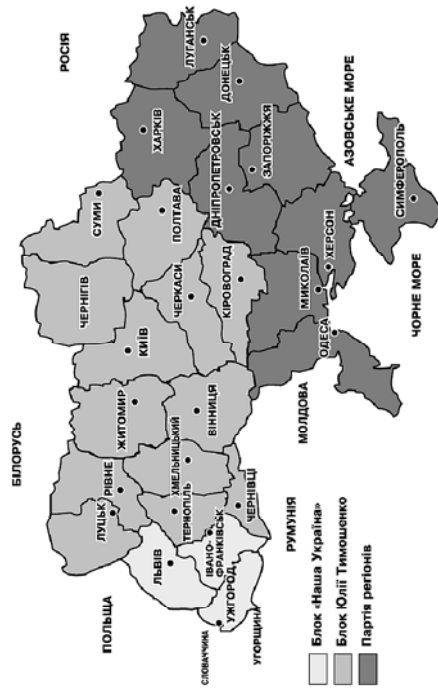 БІЛОРУСЬ
РОСІЯ
ПОЛЬЩА
СЛОВАЧЧИНА
УГОРЩИНА
РУМУНІЯ
МОЛДОВА
ЧОРНЕ МОРЕ
АЗОВСЬКЕ МОРЕ
ЛУЦЬК
РІВНЕ
ЖИТОМИР
КИЇВ
ЧЕРНІГІВ
СУМИ
ЛЬВІВ
ТЕРНОПІЛЬ
ХМЕЛЬНИЦЬКИЙ
ВІННИЦЯ
ЧЕРКАСИ
ПОЛТАВА
ХАРКІВ
ЛУГАНСЬК
УЖГОРОД
ІВАНО-
ФРАНКІВСЬК
ЧЕРНІВЦІ
КІРОВОГРАД
ДНІПРОПЕТРОВСЬК
ДОНЕЦЬК
ЗАПОРІЖЖЯ
ОДЕСА
МИКОЛАЇВ
ХЕРСОН
СИМФЕРОПОЛЬ
Блок «Наша Україна»
Блок Юлії Тимошенко
Партія регіонів